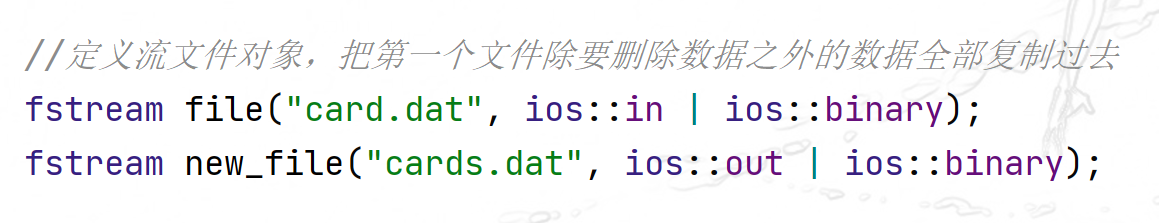 //定义流文件对象，把第一个文件除要删除数据之外的数据全部复制过去
fstream file("card.dat", ios::in | ios::binary);
fstream new_file("cards.dat", ios::out | ios::binary);